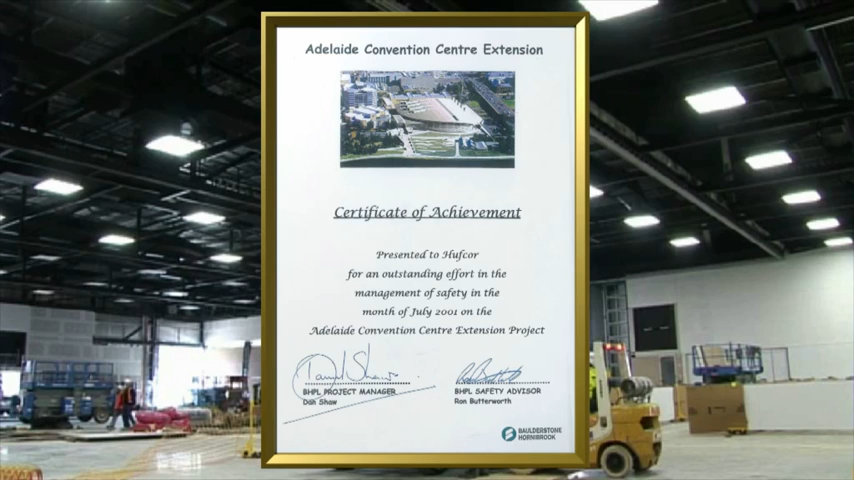 Adelaide Convention Centre Extension
Certificate of Achievement
Presented to Hufcor
for an outstanding effort in the
management of safety in the
month of July 2001 on the
Adelaide Convention Centre Extension Project
BHPL PROJECT MANAGER
Dan Shaw
BHPL SAFETY ADVISOR
Ron Butterworth
BAULDERSTONE
HORNIBROOK